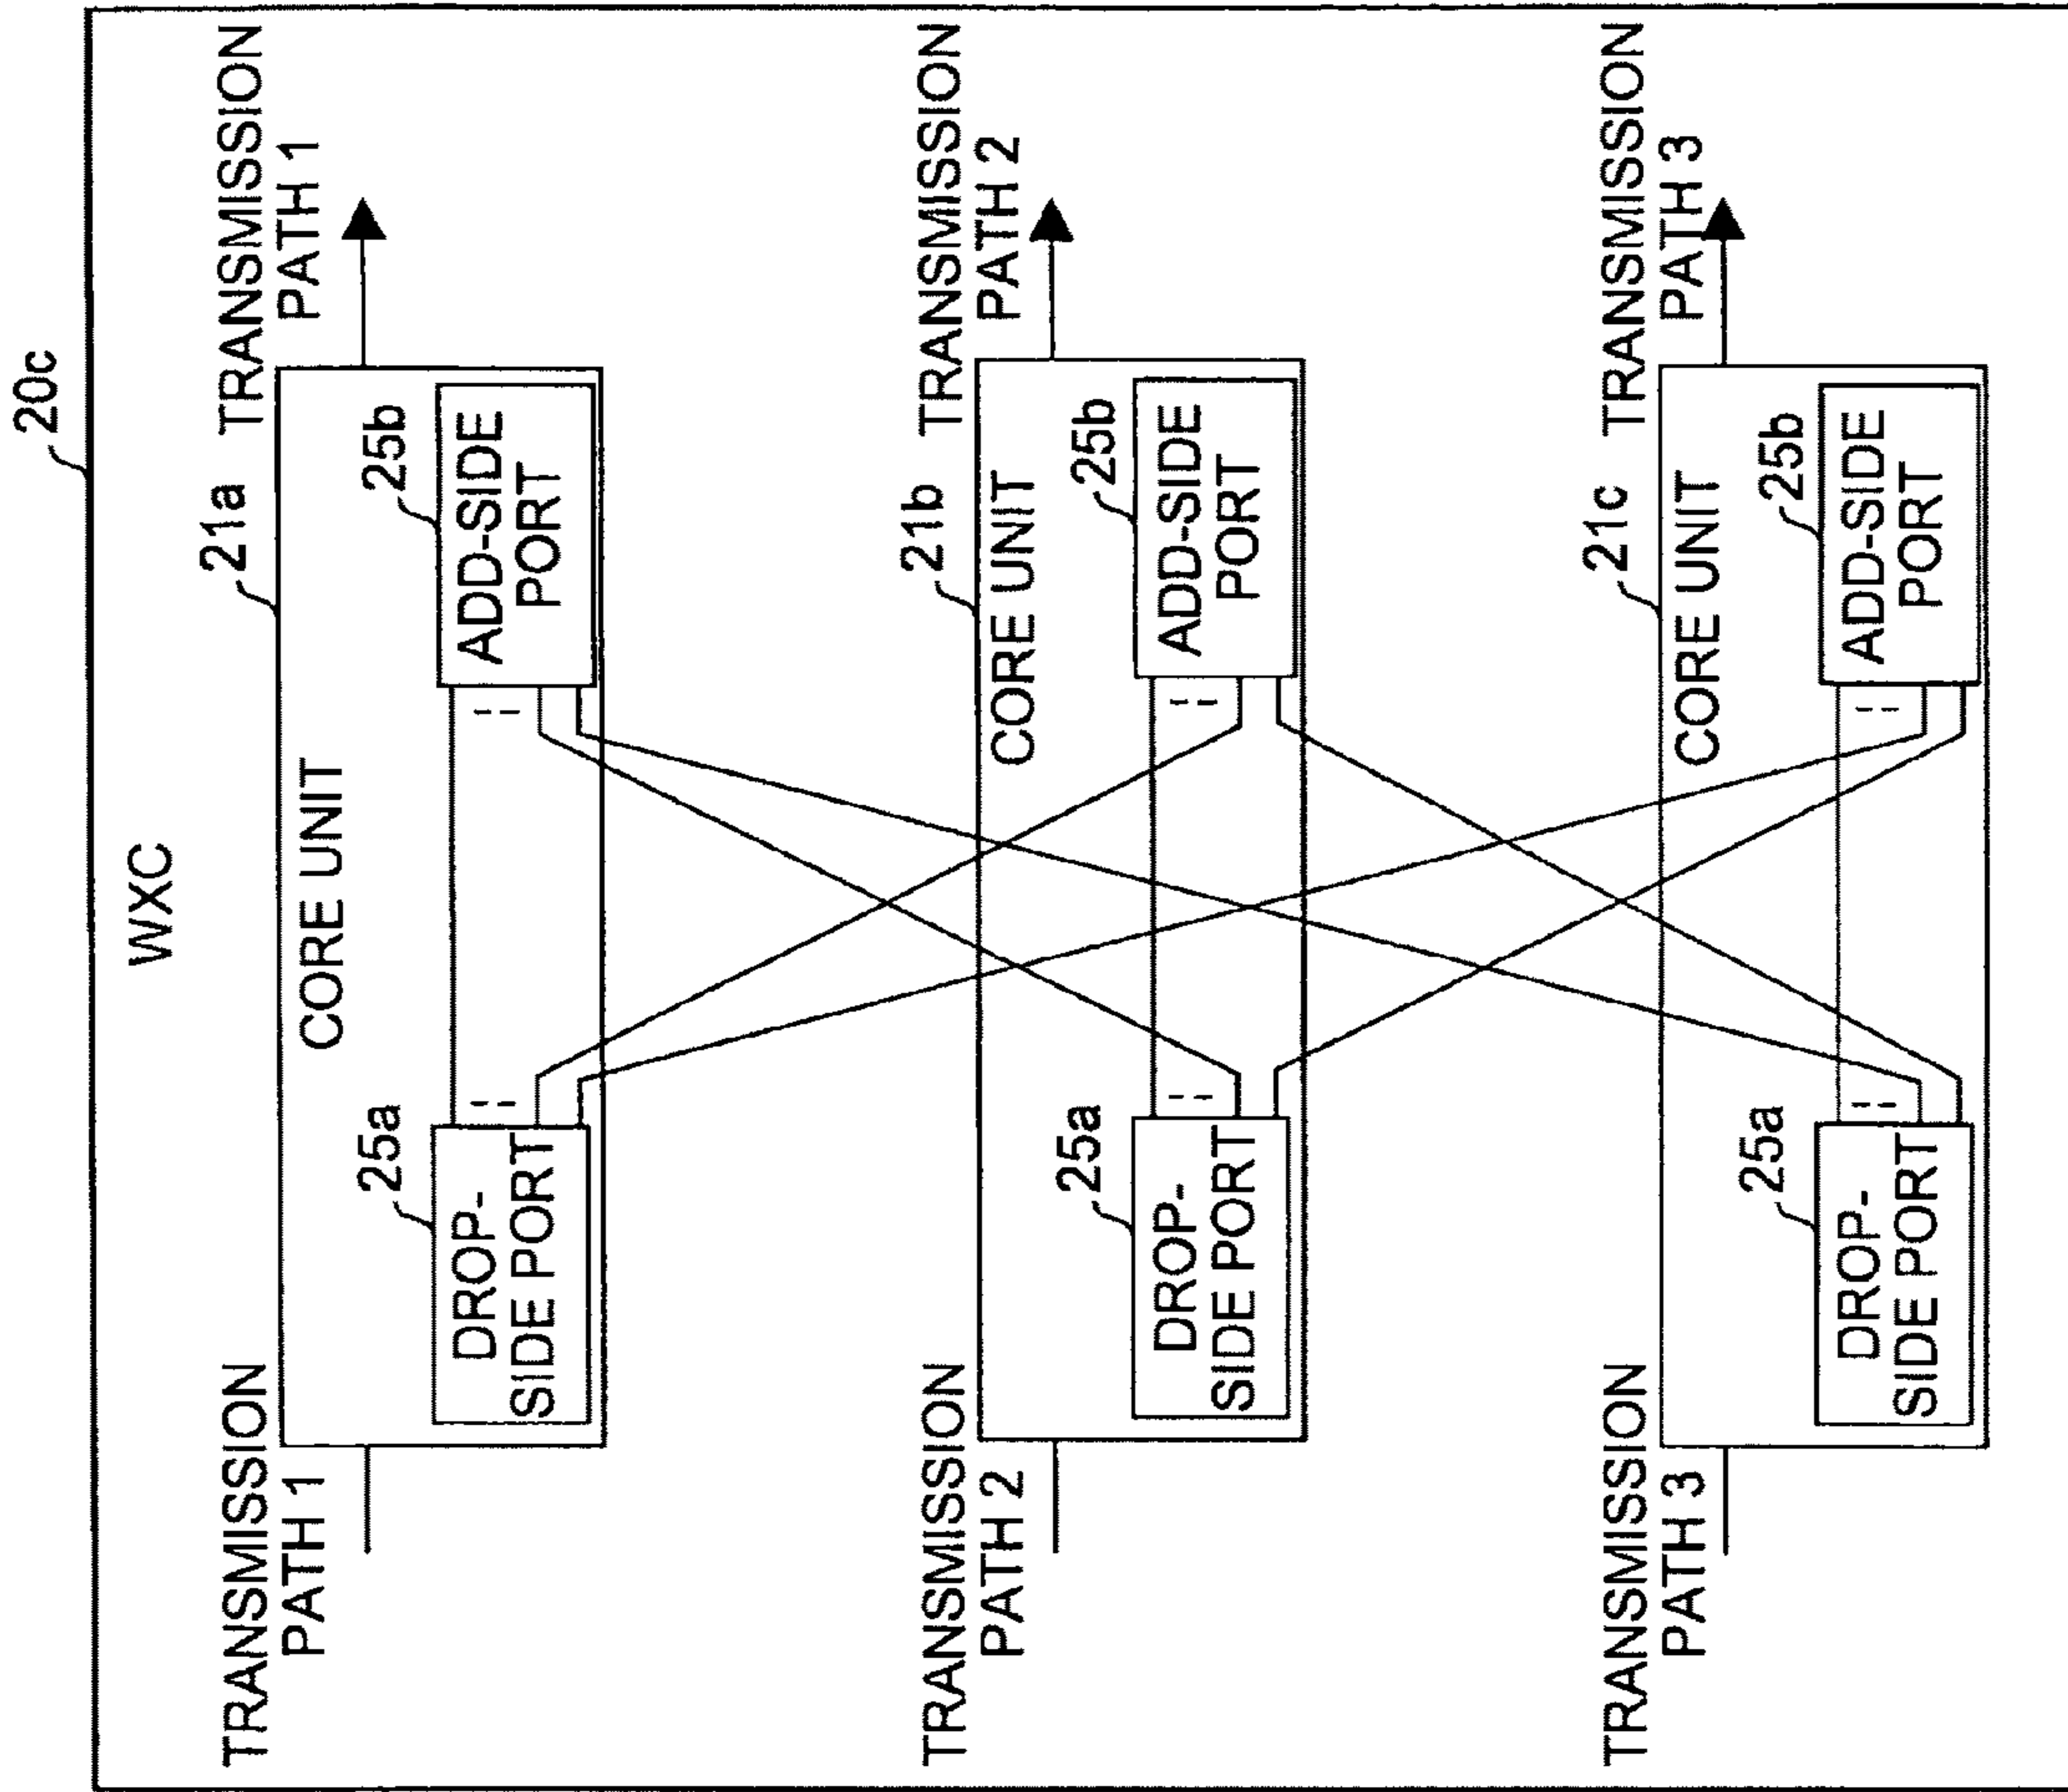 20c
WXC
TRANSMISSION
PATH 1
21a
TRANSMISSION
PATH 1
CORE UNIT
25a
25b
DROP-
SIDE PORT
ADD-SIDE
PORT
TRANSMISSION
PATH 2
21b
TRANSMISSION
PATH 2
CORE UNIT
25a
25b
DROP-
SIDE PORT
ADD-SIDE
PORT
TRANSMISSION
PATH 3
21c
TRANSMISSION
PATH 3
CORE UNIT
25a
25b
DROP-
SIDE PORT
ADD-SIDE
PORT